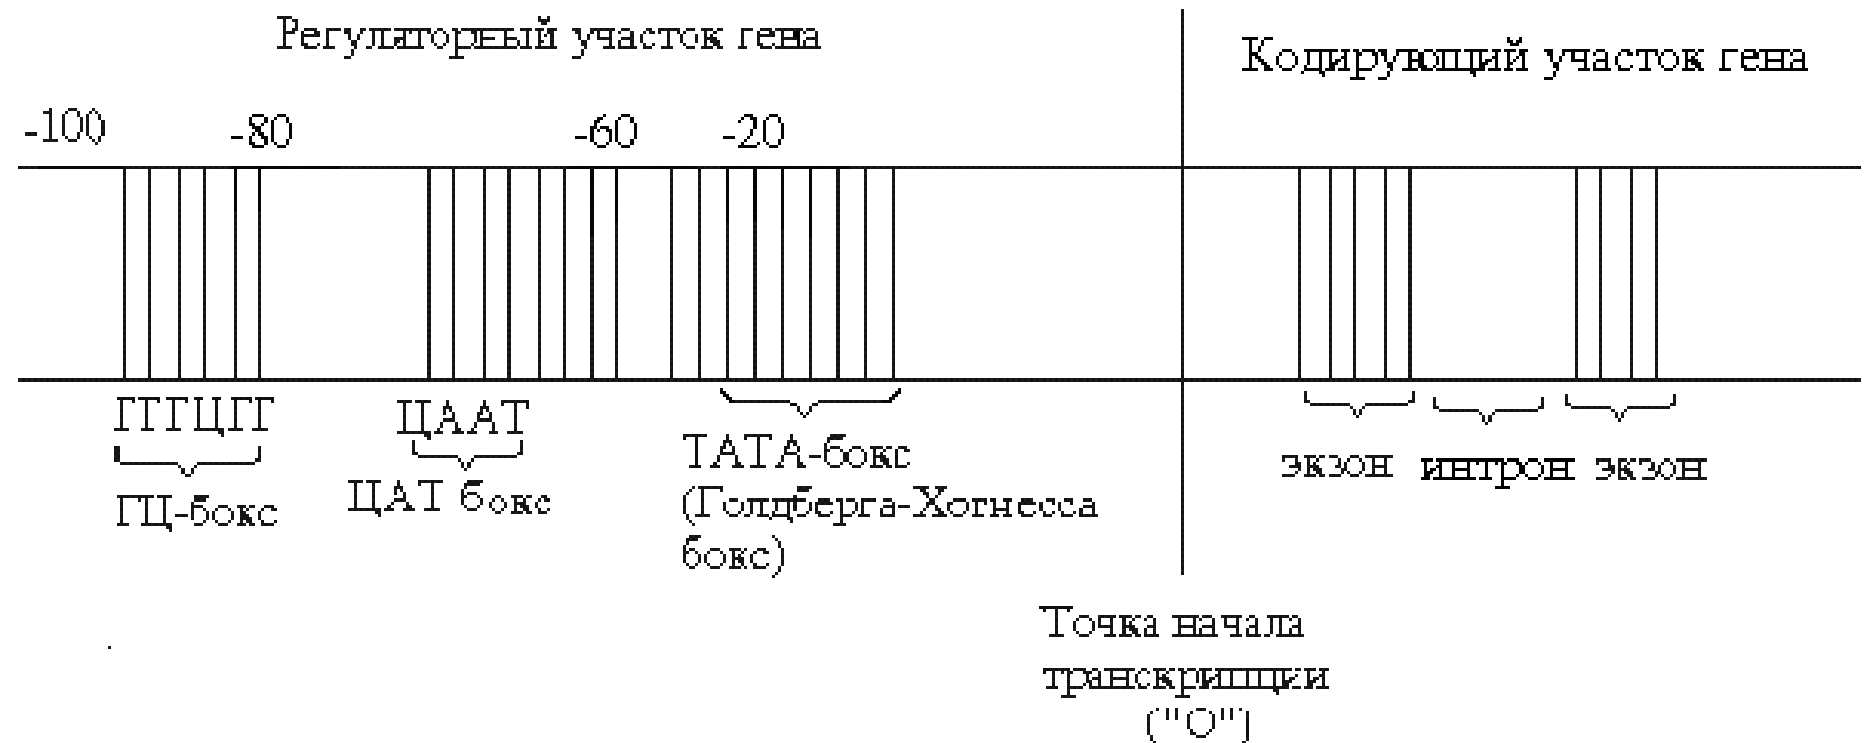 Регуляторный участок гена
Кодирующий участок гена
-100
-80
-60
-20
ГГГЦГГ
ГЦ-бокс
ЦААТ
ЦАТ бокс
ТАТА-бокс
(Голдберга-Хогнесса
бокс)
экзон
интрон
экзон
Точка начала
транскрипции
("О")